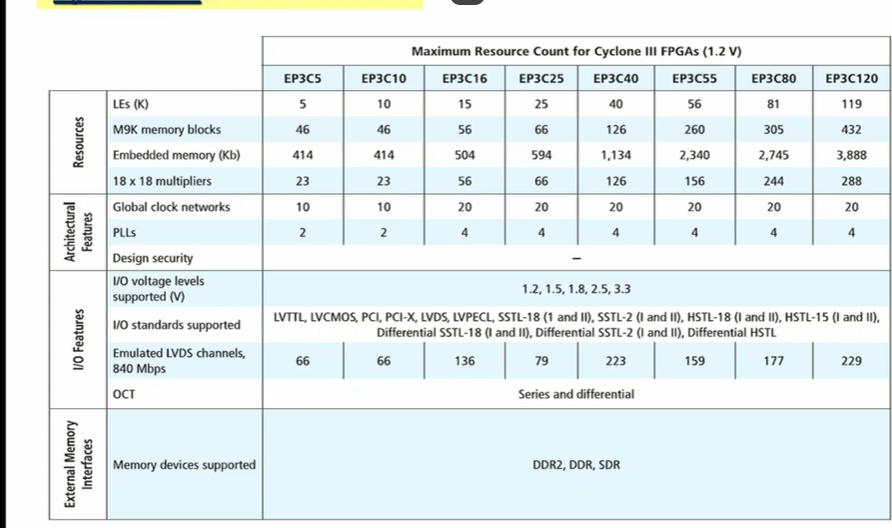 Maximum Resource Count for Cyclone III FPGAs (1.2 V)
EP3C5 EP3C10 EP3C16 EP3C25 EP3C40 EP3C55 EP3C80 EP3C120
Resources
LEs (K) 5 10 15 25 40 56 81 119
M9K memory blocks 46 46 56 66 126 260 305 432
Embedded memory (Kb) 414 414 504 594 1,134 2,340 2,745 3,888
18 x 18 multipliers 23 23 56 66 126 156 244 288
Architectural
Features
Global clock networks 10 10 20 20 20 20 20 20
PLLs 2 2 4 4 4 4 4 4
Design security –
I/O Features
I/O voltage levels
supported (V)
1.2, 1.5, 1.8, 2.5, 3.3
I/O standards supported
LVTTL, LVCMOS, PCI, PCI-X, LVDS, LVPECL, SSTL-18 (1 and II), SSTL-2 (I and II), HSTL-18 (I and II), HSTL-15 (I and II),
Differential SSTL-18 (I and II), Differential SSTL-2 (I and II), Differential HSTL
Emulated LVDS channels,
840 Mbps
66 66 136 79 223 159 177 229
OCT Series and differential
External Memory
Interfaces
Memory devices supported DDR2, DDR, SDR